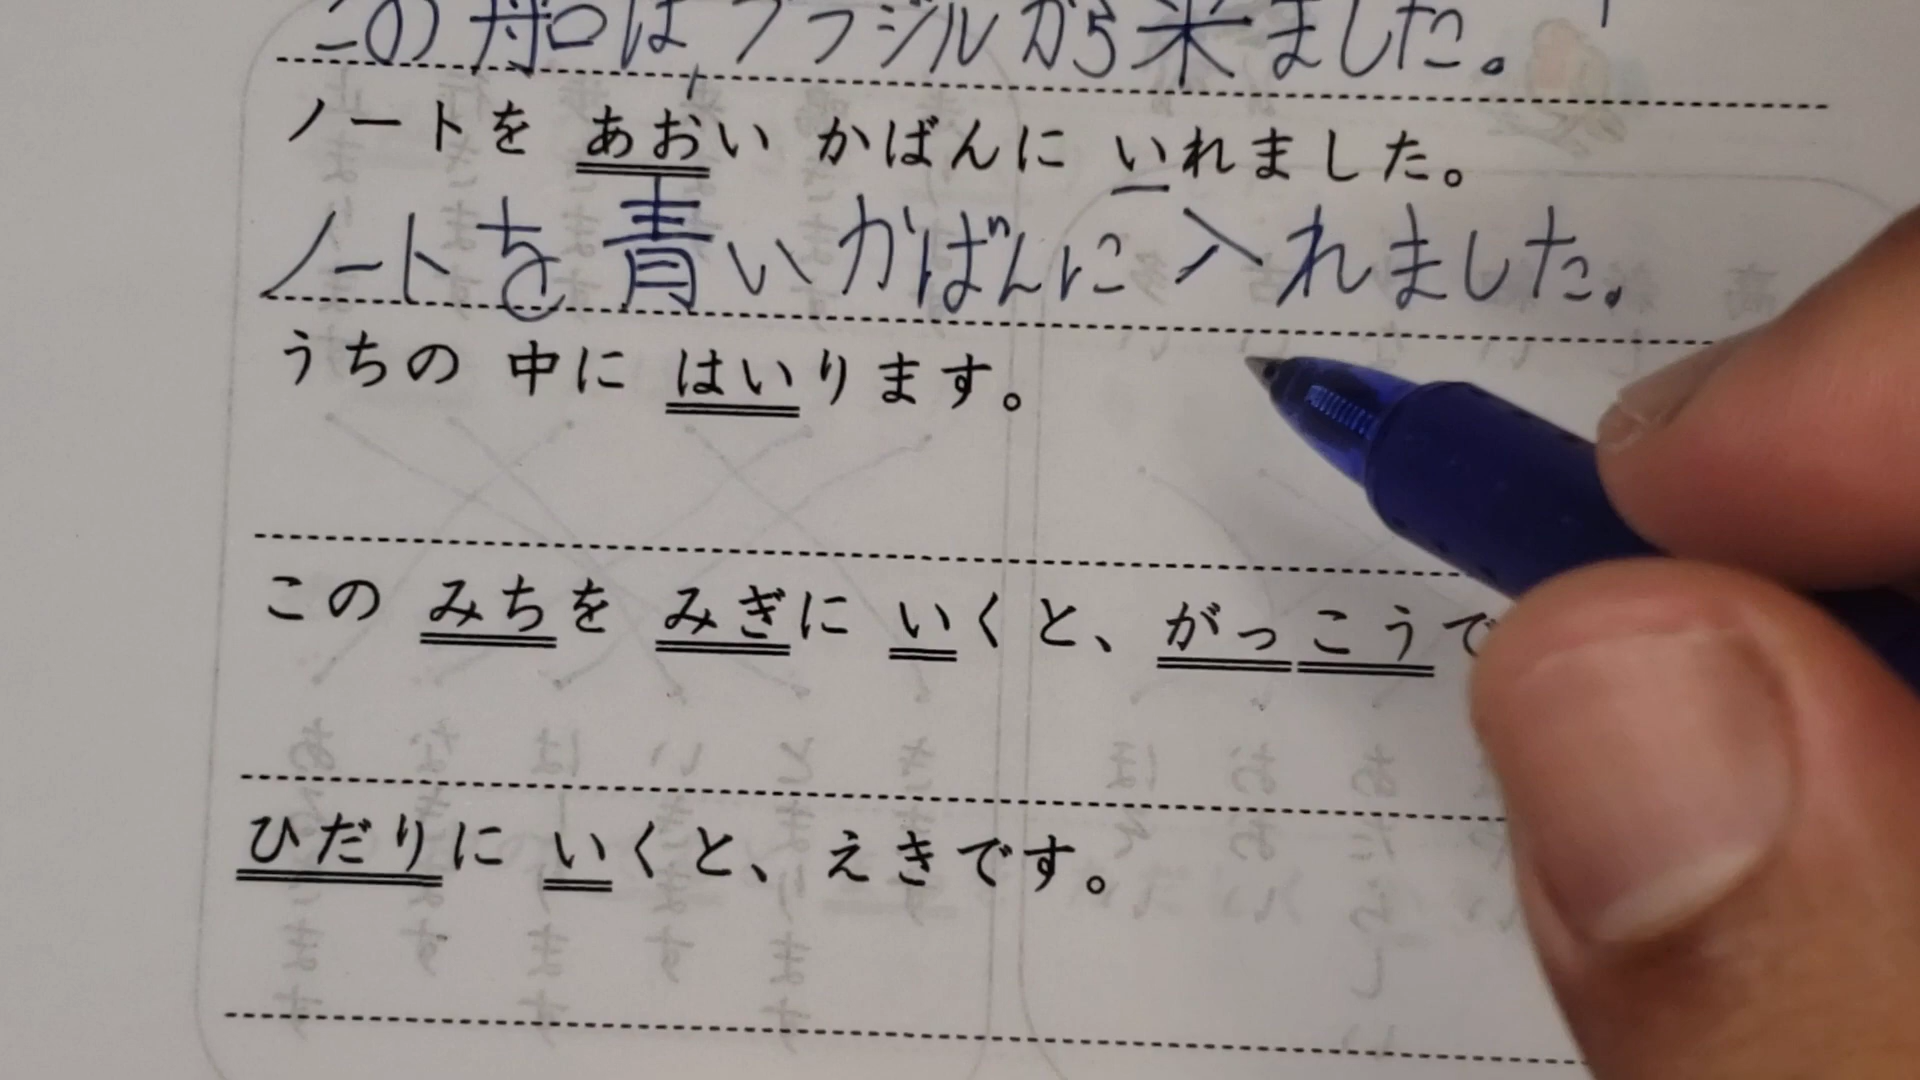 この船はブラジルから来ました。
ノートを あおい かばんに いれました。
ノートを青いかばんに入れました。
うちの 中に はいります。
この みちを みぎに いくと、がっこうで
ひだりに いくと、えきです。